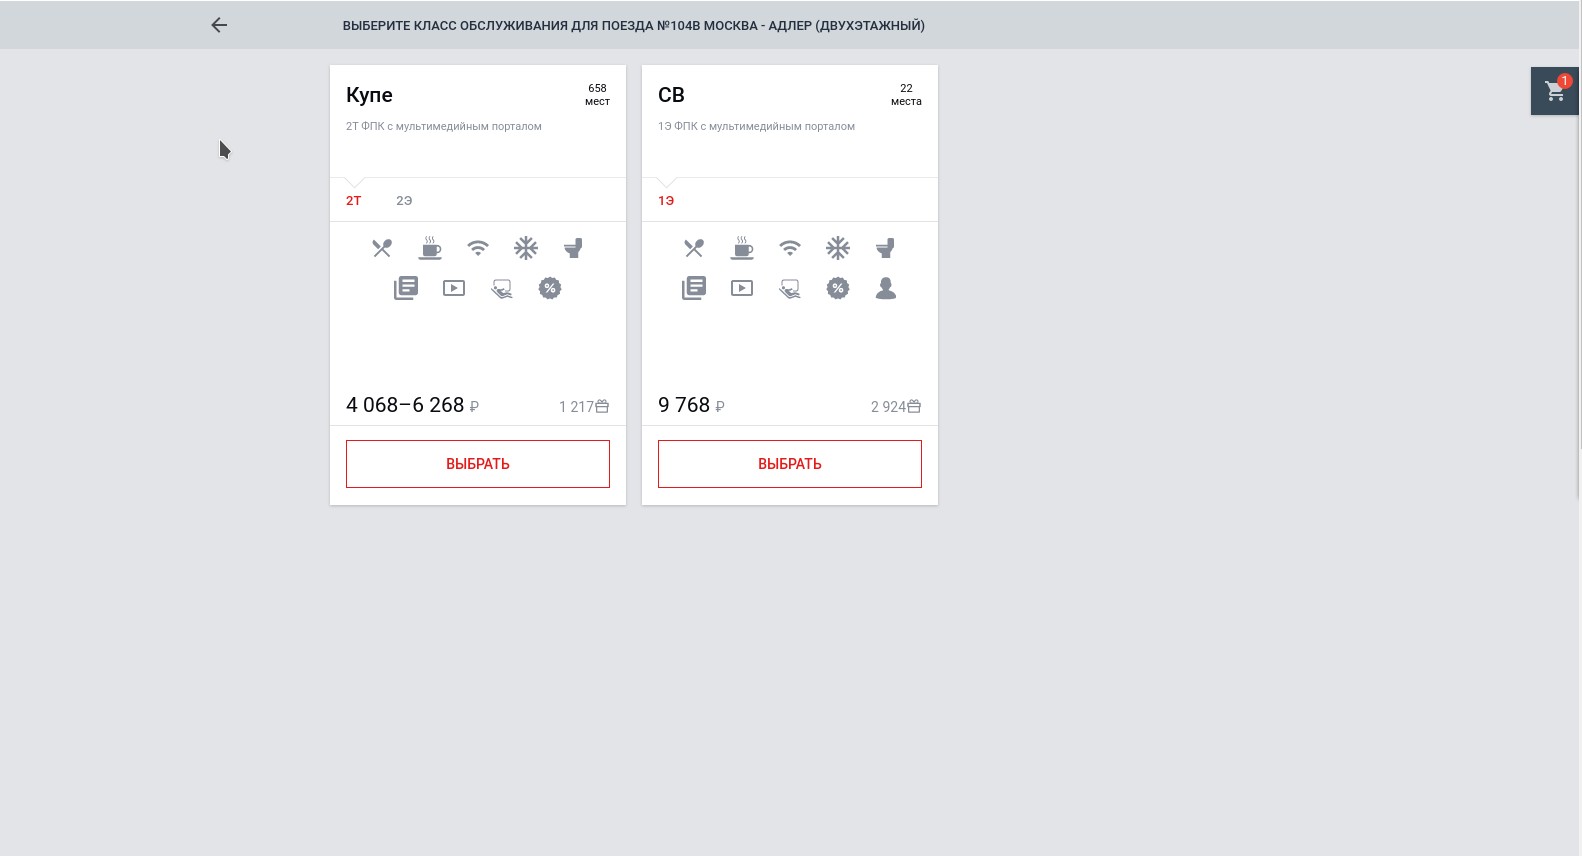 ВЫБЕРИТЕ КЛАСС ОБСЛУЖИВАНИЯ ДЛЯ ПОЕЗДА №104В МОСКВА - АДЛЕР (ДВУХЭТАЖНЫЙ)
1
Купе
658
мест
2Т ФПК с мультимедийным порталом
2Т 2Э
%
4 068–6 268 ₽ 1 217
ВЫБРАТЬ
СВ
22
места
1Э ФПК с мультимедийным порталом
1Э
%
9 768 ₽ 2 924
ВЫБРАТЬ